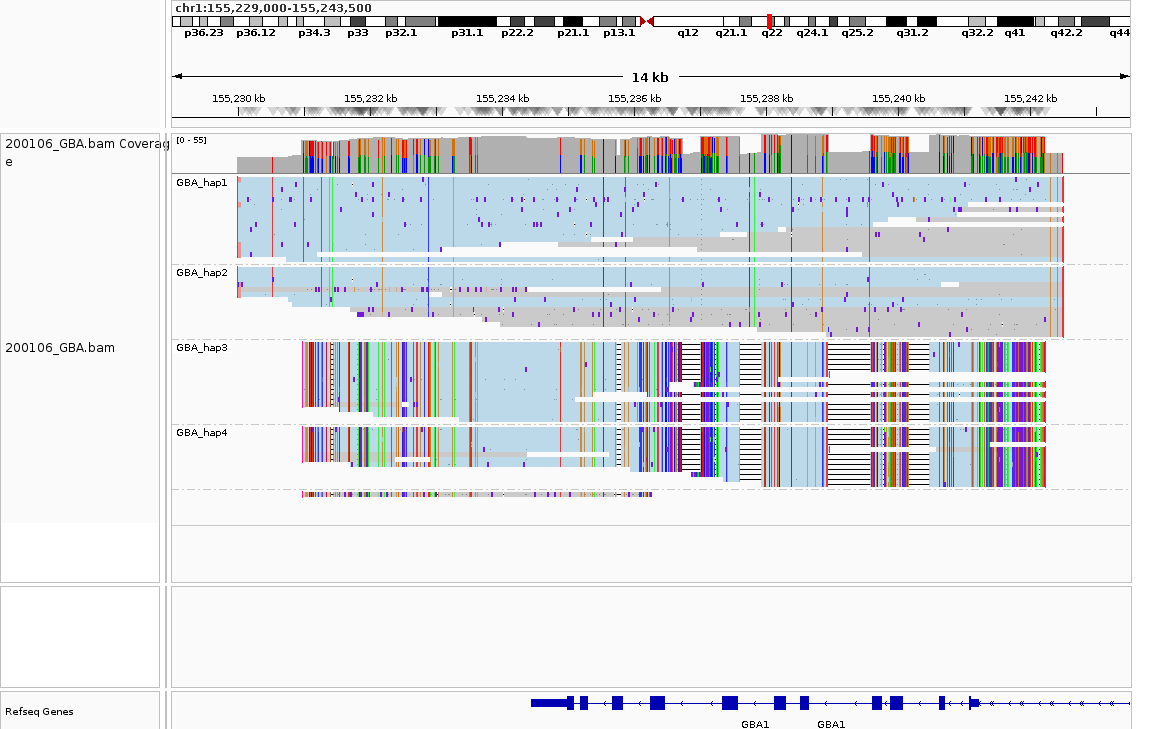 chr1:155,229,000-155,243,500
p36.23 p36.12 p34.3 p33 p32.1 p31.1 p22.2 p21.1 p13.1 q12 q21.1 q22 q24.1 q25.2 q31.2 q32.2 q41 q42.2 q44
14 kb
155,230 kb 155,232 kb 155,234 kb 155,236 kb 155,238 kb 155,240 kb 155,242 kb
200106_GBA.bam Coverag
e
[0 - 55]
GBA_hap1
GBA_hap2
200106_GBA.bam
GBA_hap3
GBA_hap4
Refseq Genes
GBA1 GBA1